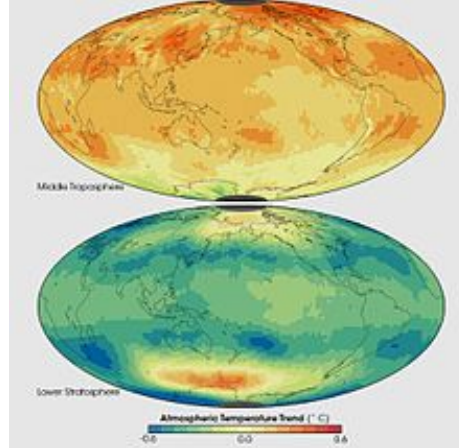 Middle Troposphere
Lower Stratosphere
Atmospheric Temperature Trend (°C)
-0.6 0.0 0.6